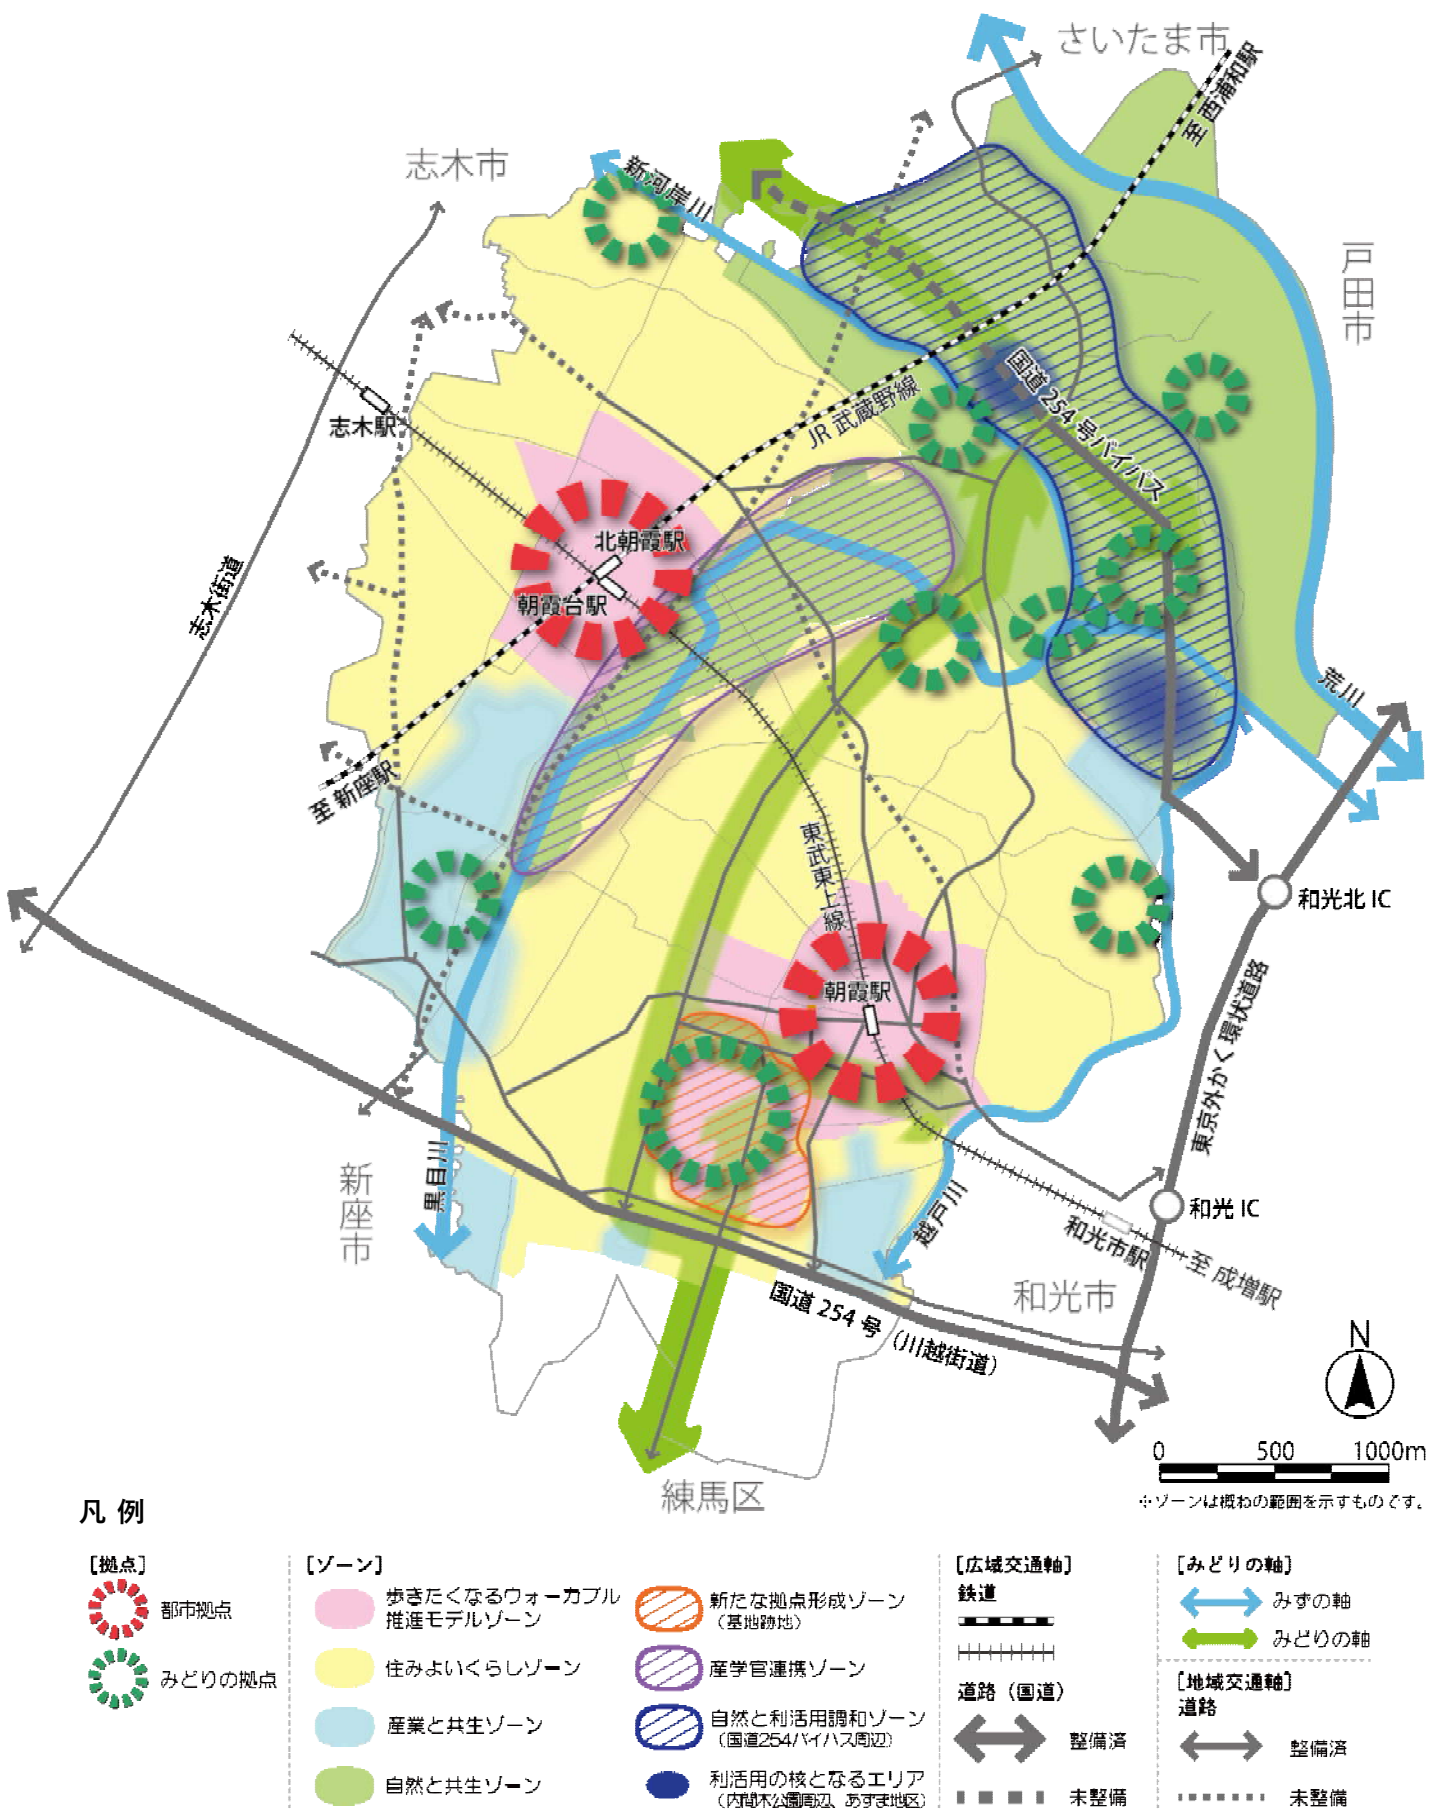 さいたま市
至 西浦和駅
志木市
新河岸川
戸田市
国道 254 号バイパス
JR 武蔵野線
志木駅
北朝霞駅
朝霞台駅
志木街道
荒川
至 新座駅
東武東上線
和光北 IC
朝霞駅
東京外かく環状道路
新座市
黒目川
越戸川
和光 IC
和光市駅
至 成増駅
和光市
国道 254 号（川越街道）
練馬区
N
0 500 1000m
※ゾーンは概ねの範囲を示すものです。
凡 例
［拠点］
都市拠点
みどりの拠点
［ゾーン］
歩きたくなるウォーカブル
推進モデルゾーン
住みよいくらしゾーン
産業と共生ゾーン
自然と共生ゾーン
新たな拠点形成ゾーン
（基地跡地）
産学官連携ゾーン
自然と利活用調和ゾーン
（国道254バイパス周辺）
利活用の核となるエリア
（内間木公園周辺、あずま地区）
［広域交通軸］
鉄道
道路（国道）
整備済
未整備
［みどりの軸］
みずの軸
みどりの軸
［地域交通軸］
道路
整備済
未整備